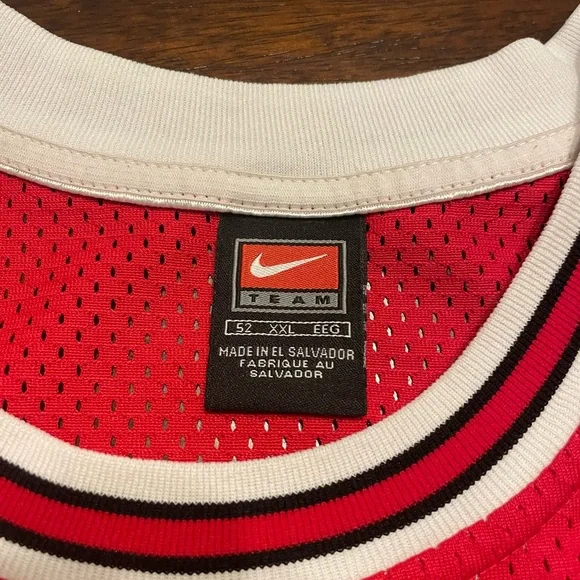 TEAM
52 XXL EEG
MADE IN EL SALVADOR
FABRIQUE AU
SALVADOR